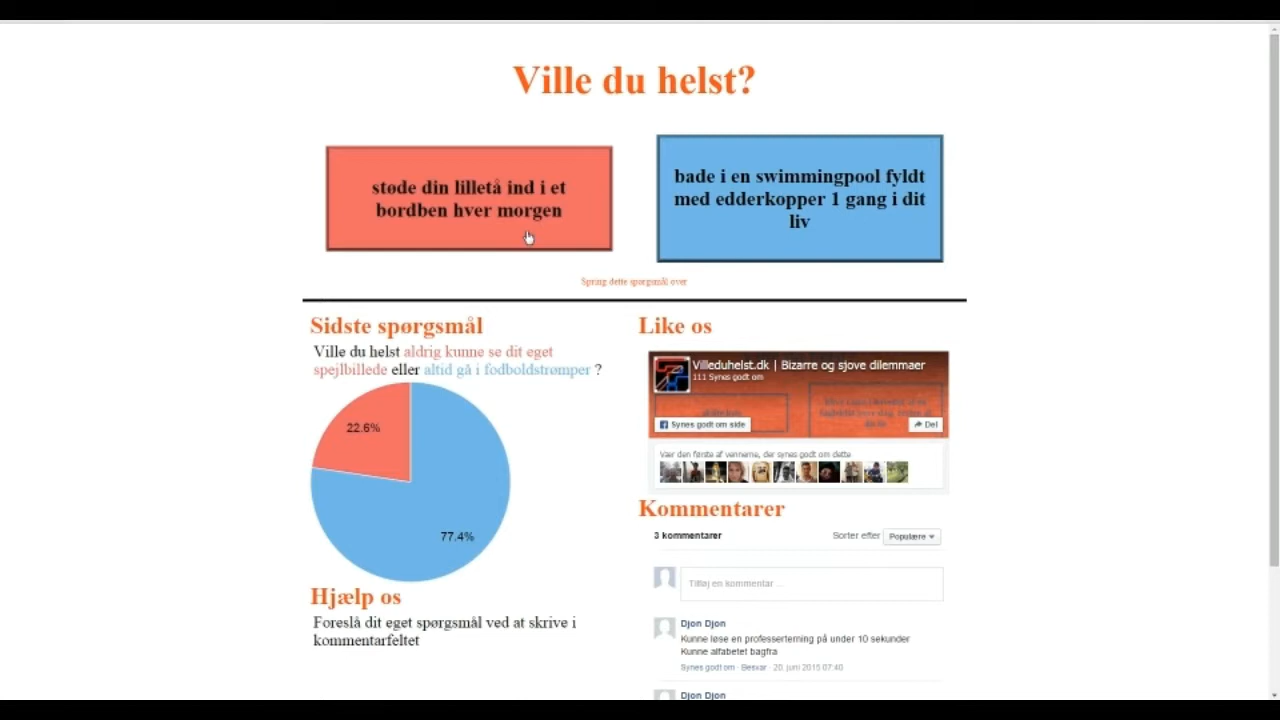 Ville du helst?
støde din lilletå ind i et
bordben hver morgen
bade i en swimmingpool fyldt
med edderkopper 1 gang i dit
liv
Spring dette spørgsmål over
Sidste spørgsmål
Ville du helst aldrig kunne se dit eget
spejlbillede eller altid gå i fodboldstrømper ?
22.6%
77.4%
Hjælp os
Foreslå dit eget spørgsmål ved at skrive i
kommentarfeltet
Like os
Villeduhelst.dk | Bizarre og sjove dilemmaer
111 Synes godt om
Synes godt om side
Del
Vær den første af vennerne, der synes godt om dette
Kommentarer
3 kommentarer
Sorter efter Populære
Tilføj en kommentar ...
Djon Djon
Kunne løse en professerterning på under 10 sekunder
Kunne alfabetet bagfra
Synes godt om · Besvar · 20. juni 2015 07:40
Djon Djon